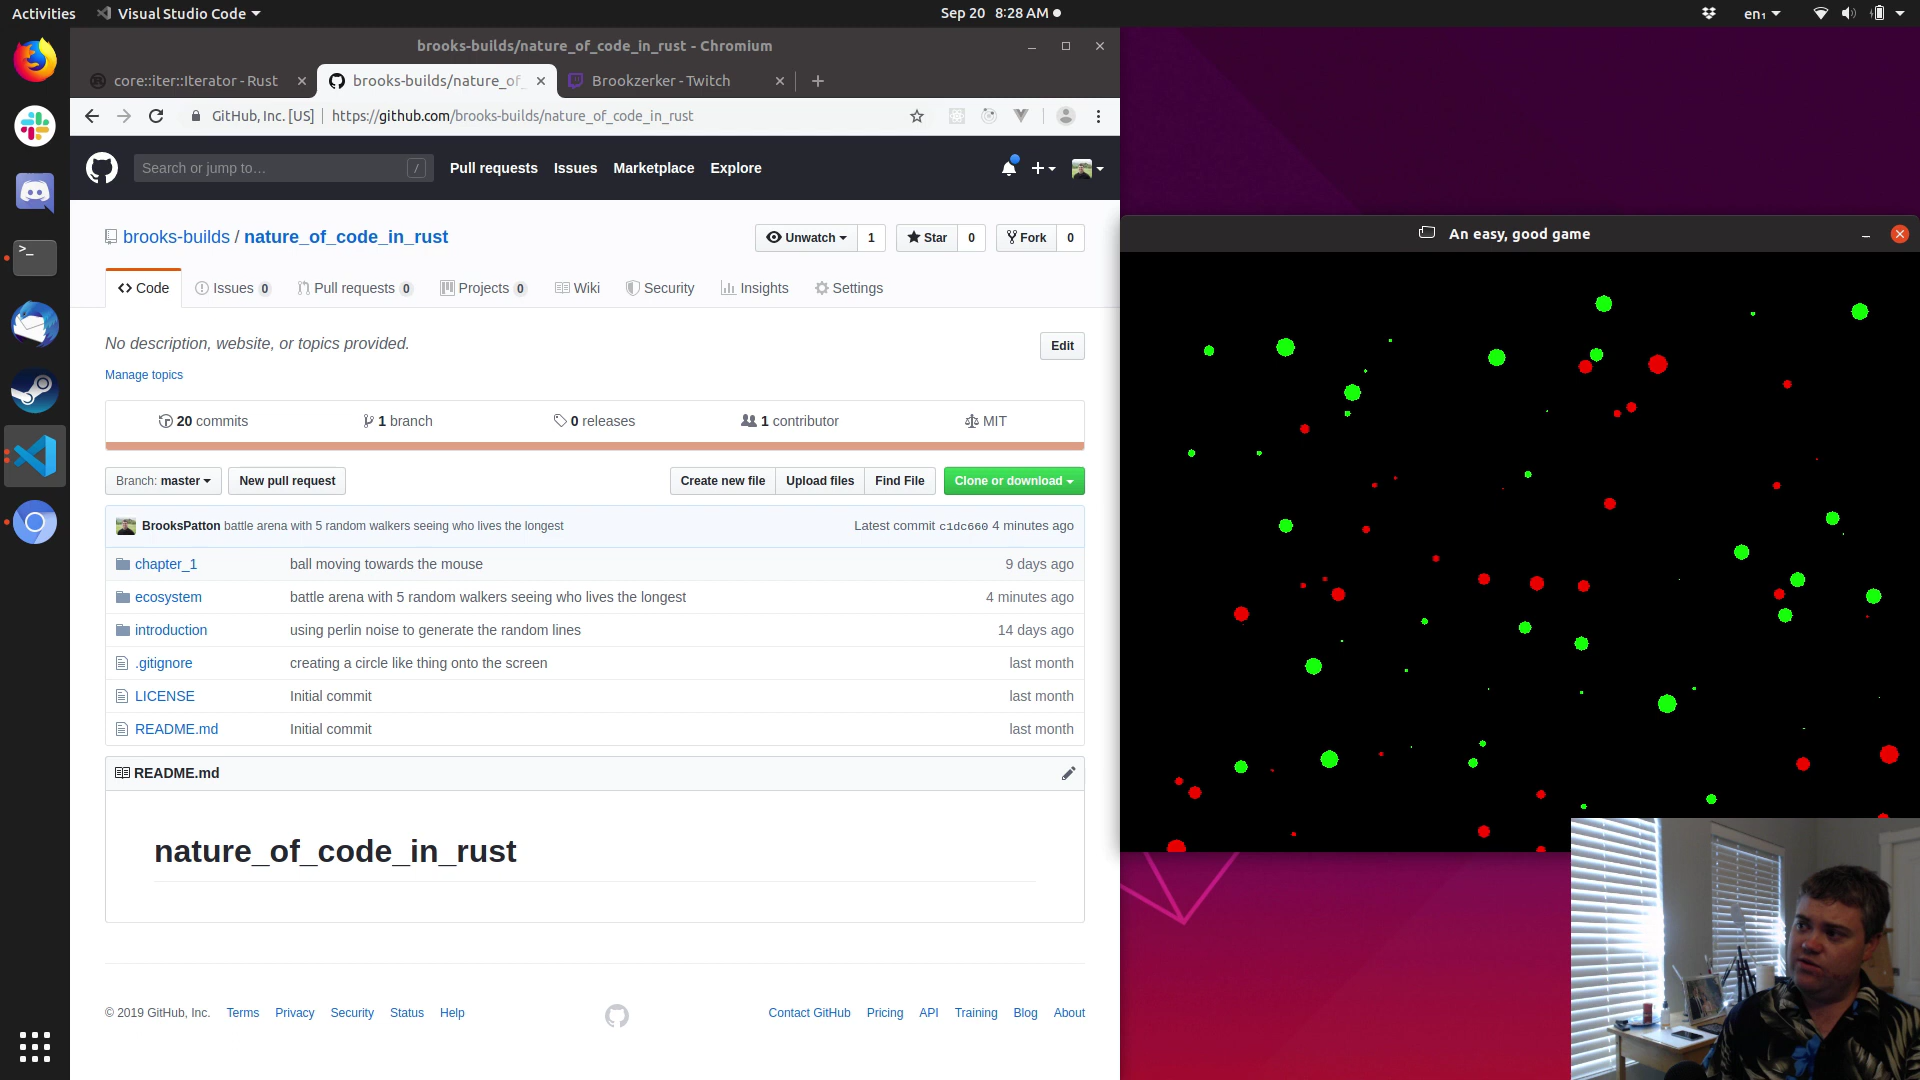 Activities Visual Studio Code Sep 20 8:28 AM en₁
brooks-builds/nature_of_code_in_rust - Chromium
core::iter::Iterator - Rust brooks-builds/nature_of_ Brookzerker - Twitch
GitHub, Inc. [US] https://github.com/brooks-builds/nature_of_code_in_rust
Search or jump to… / Pull requests Issues Marketplace Explore
brooks-builds / nature_of_code_in_rust Unwatch 1 Star 0 Fork 0
Code Issues 0 Pull requests 0 Projects 0 Wiki Security Insights Settings
No description, website, or topics provided. Edit
Manage topics
20 commits 1 branch 0 releases 1 contributor MIT
Branch: master New pull request Create new file Upload files Find File Clone or download
BrooksPatton battle arena with 5 random walkers seeing who lives the longest Latest commit c1dc660 4 minutes ago
chapter_1 ball moving towards the mouse 9 days ago
ecosystem battle arena with 5 random walkers seeing who lives the longest 4 minutes ago
introduction using perlin noise to generate the random lines 14 days ago
.gitignore creating a circle like thing onto the screen last month
LICENSE Initial commit last month
README.md Initial commit last month
README.md
nature_of_code_in_rust
© 2019 GitHub, Inc. Terms Privacy Security Status Help Contact GitHub Pricing API Training Blog About
An easy, good game